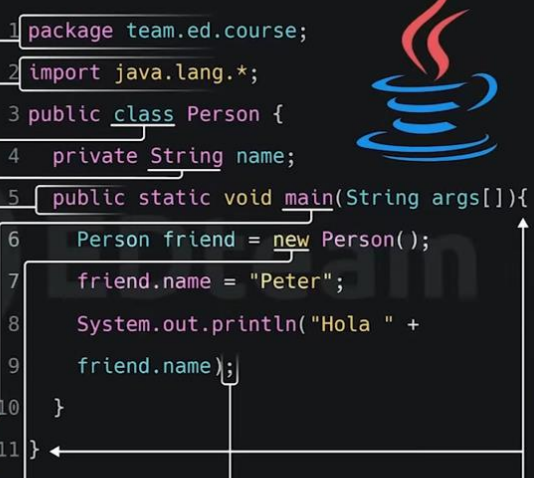 1 package team.ed.course;
2 import java.lang.*;
3 public class Person {
4 private String name;
5 public static void main(String args[]){
6 Person friend = new Person();
7 friend.name = "Peter";
8 System.out.println("Hola " +
9 friend.name);
10 }
11 }
EDteam